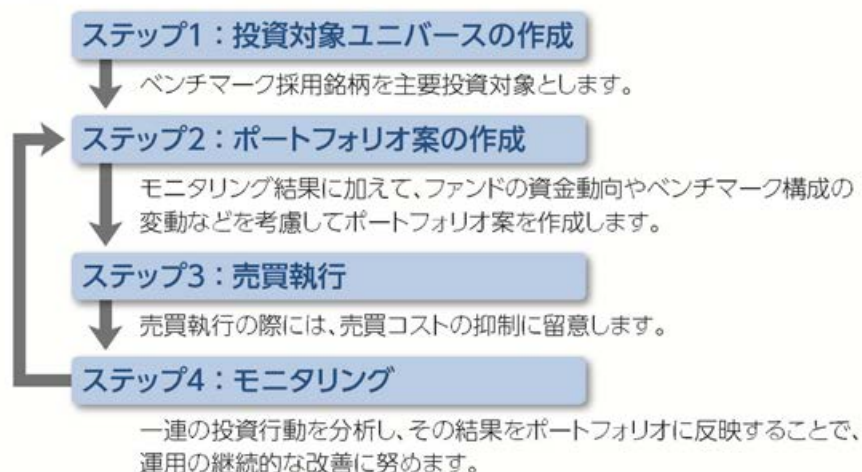 ステップ1：投資対象ユニバースの作成
ベンチマーク採用銘柄を主要投資対象とします。
ステップ2：ポートフォリオ案の作成
モニタリング結果に加えて、ファンドの資金動向やベンチマーク構成の
変動などを考慮してポートフォリオ案を作成します。
ステップ3：売買執行
売買執行の際には、売買コストの抑制に留意します。
ステップ4：モニタリング
一連の投資行動を分析し、その結果をポートフォリオに反映することで、
運用の継続的な改善に努めます。